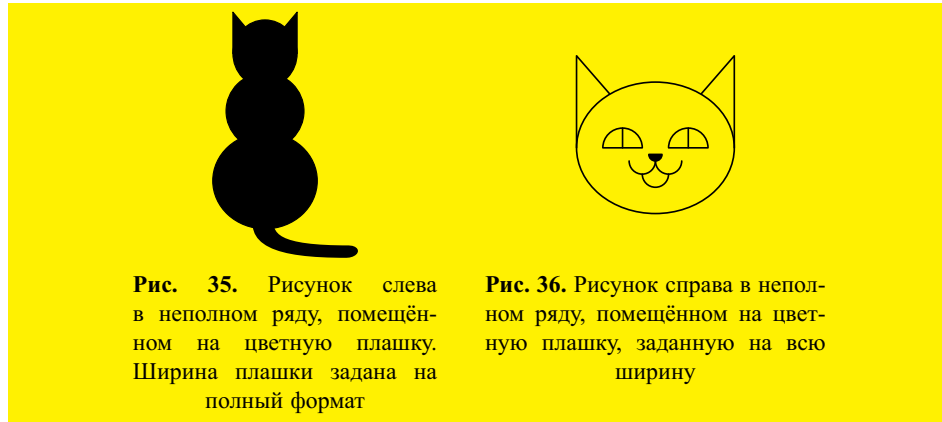 Рис. 35. Рисунок слева
в неполном ряду, помещён-
ном на цветную плашку.
Ширина плашки задана на
полный формат
Рис. 36. Рисунок справа в непол-
ном ряду, помещённом на цвет-
ную плашку, заданную на всю
ширину